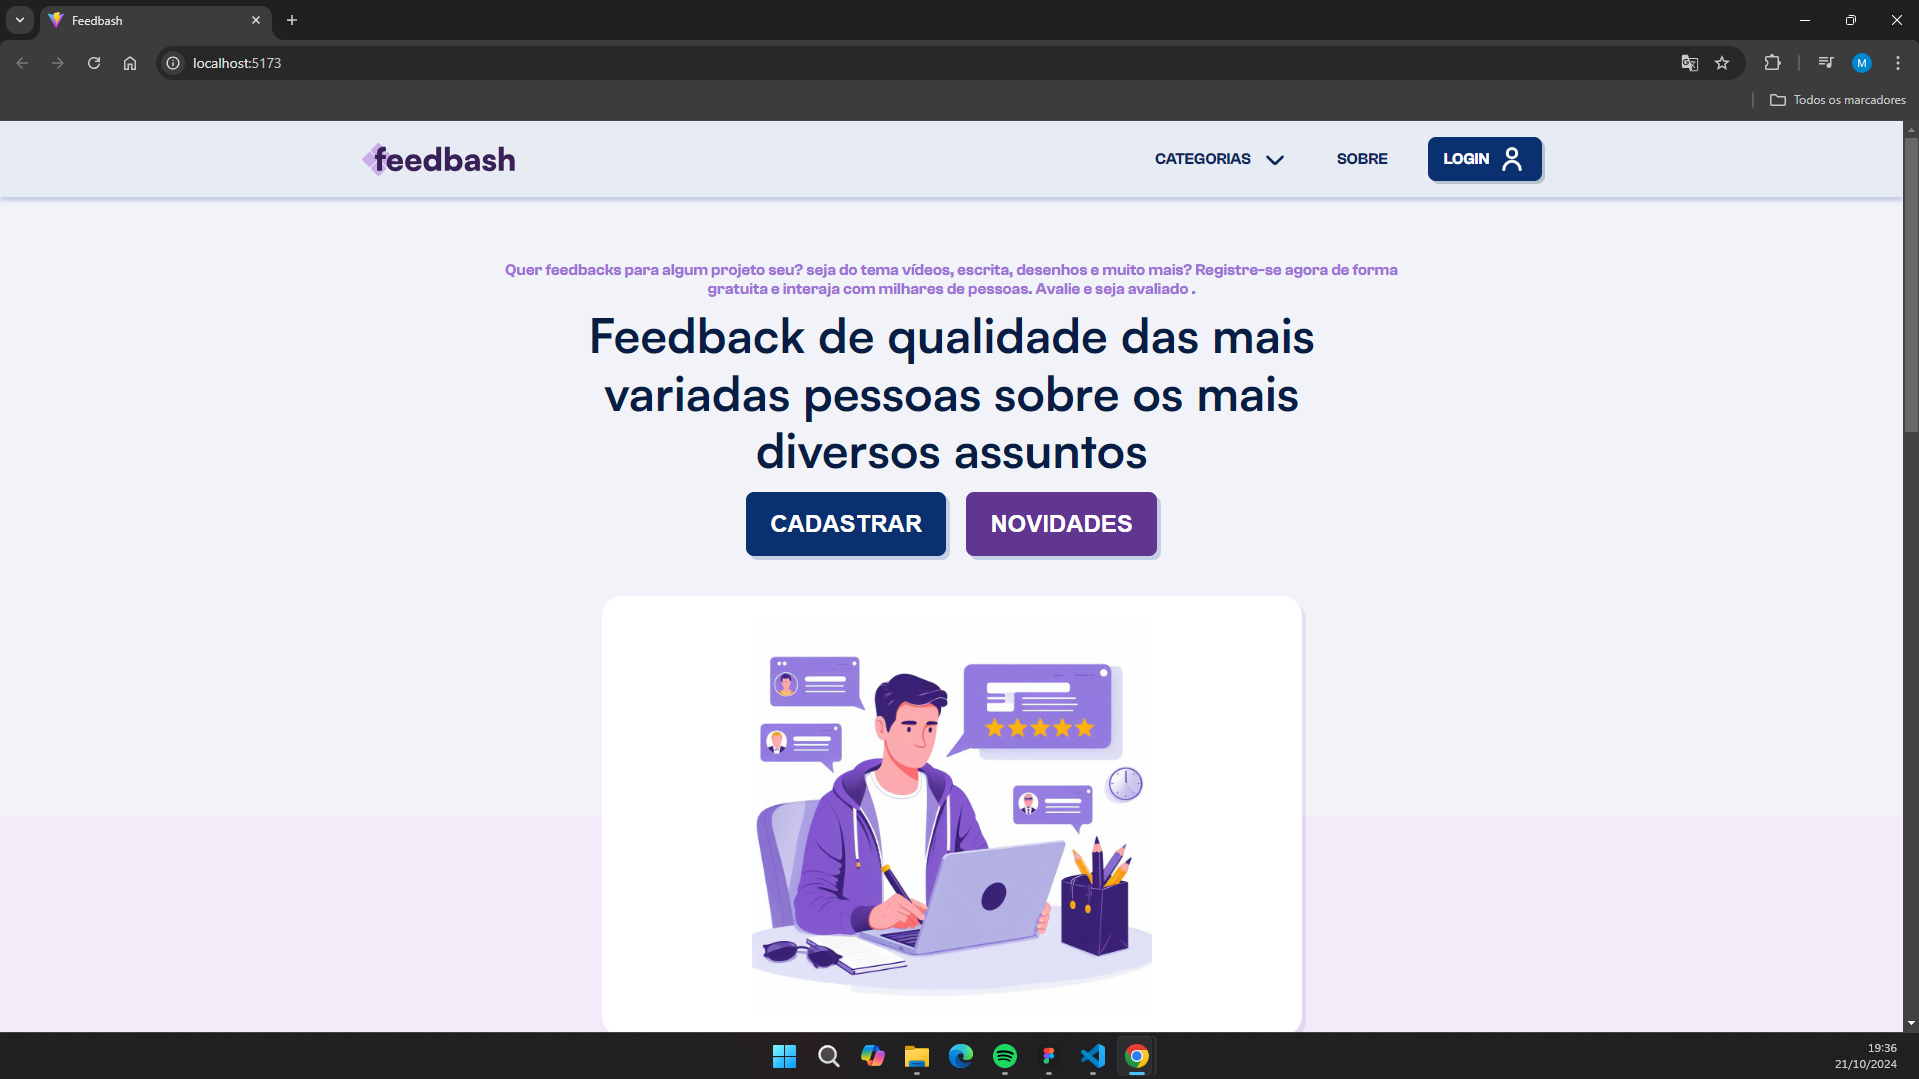 Feedbash
localhost:5173
M
Todos os marcadores
feedbash
CATEGORIAS
SOBRE
LOGIN
Quer feedbacks para algum projeto seu? seja do tema vídeos, escrita, desenhos e muito mais? Registre-se agora de forma
gratuita e interaja com milhares de pessoas. Avalie e seja avaliado .
Feedback de qualidade das mais
variadas pessoas sobre os mais
diversos assuntos
CADASTRAR
NOVIDADES
19:36
21/10/2024